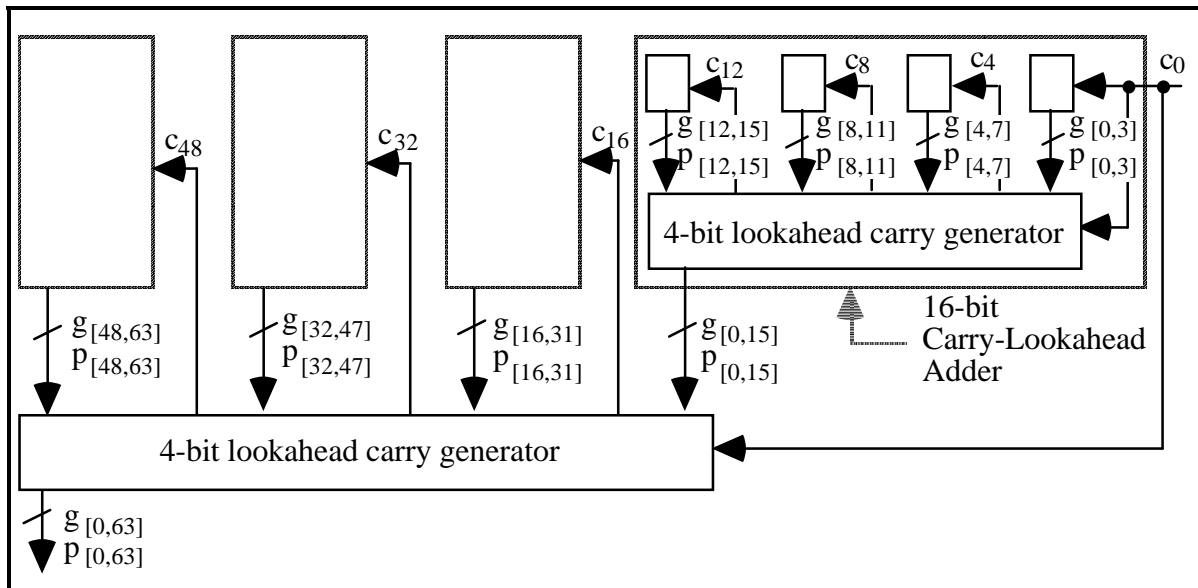 c12
c8
c4
c0
g[12,15]
p[12,15]
g[8,11]
p[8,11]
g[4,7]
p[4,7]
g[0,3]
p[0,3]
4-bit lookahead carry generator
c48
c32
c16
g[48,63]
p[48,63]
g[32,47]
p[32,47]
g[16,31]
p[16,31]
g[0,15]
p[0,15]
16-bit
Carry-Lookahead
Adder
4-bit lookahead carry generator
g[0,63]
p[0,63]